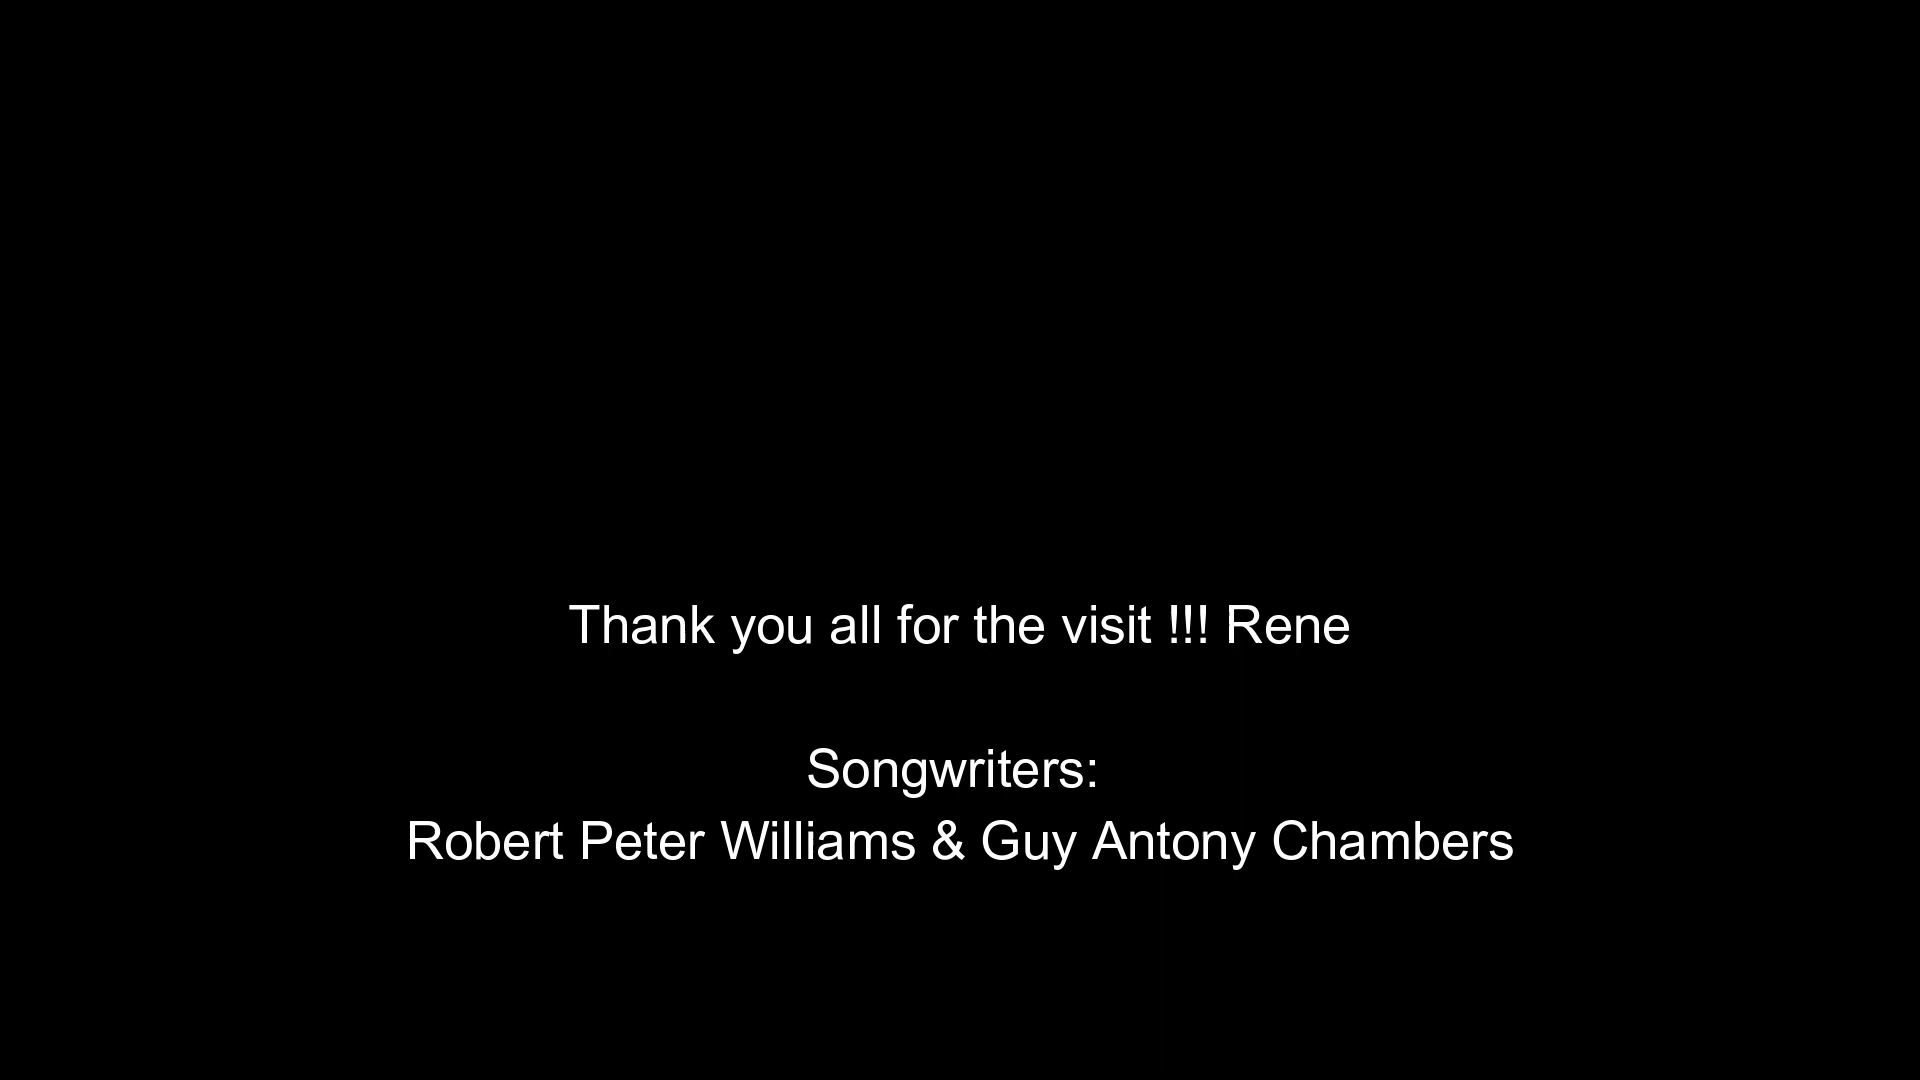 Thank you all for the visit !!! Rene
Songwriters:
Robert Peter Williams & Guy Antony Chambers